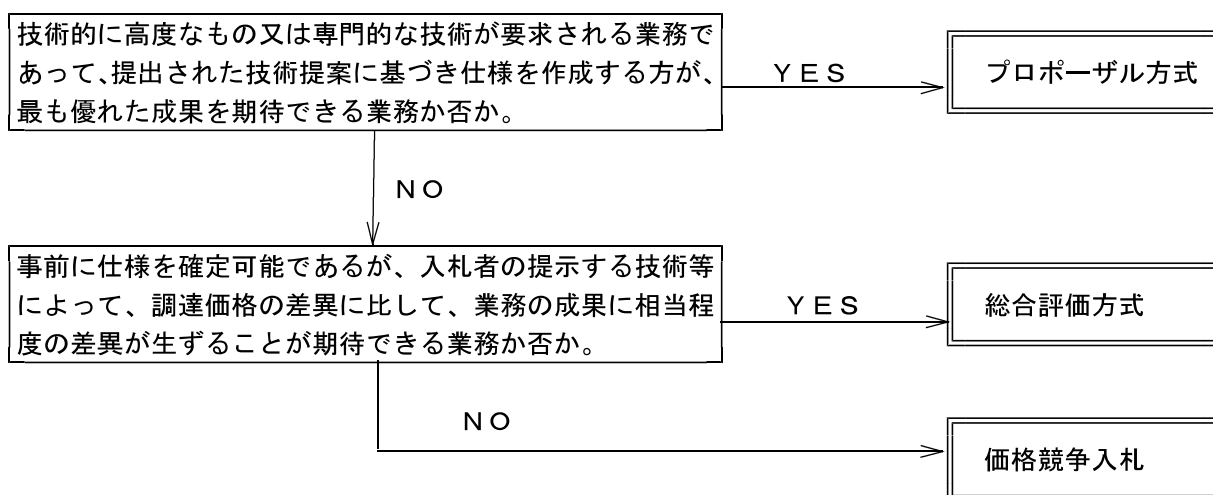 技術的に高度なもの又は専門的な技術が要求される業務で
あって、提出された技術提案に基づき仕様を作成する方が、
最も優れた成果を期待できる業務か否か。
ＹＥＳ
プロポーザル方式
ＮＯ
事前に仕様を確定可能であるが、入札者の提示する技術等
によって、調達価格の差異に比して、業務の成果に相当程
度の差異が生ずることが期待できる業務か否か。
ＹＥＳ
総合評価方式
ＮＯ
価格競争入札